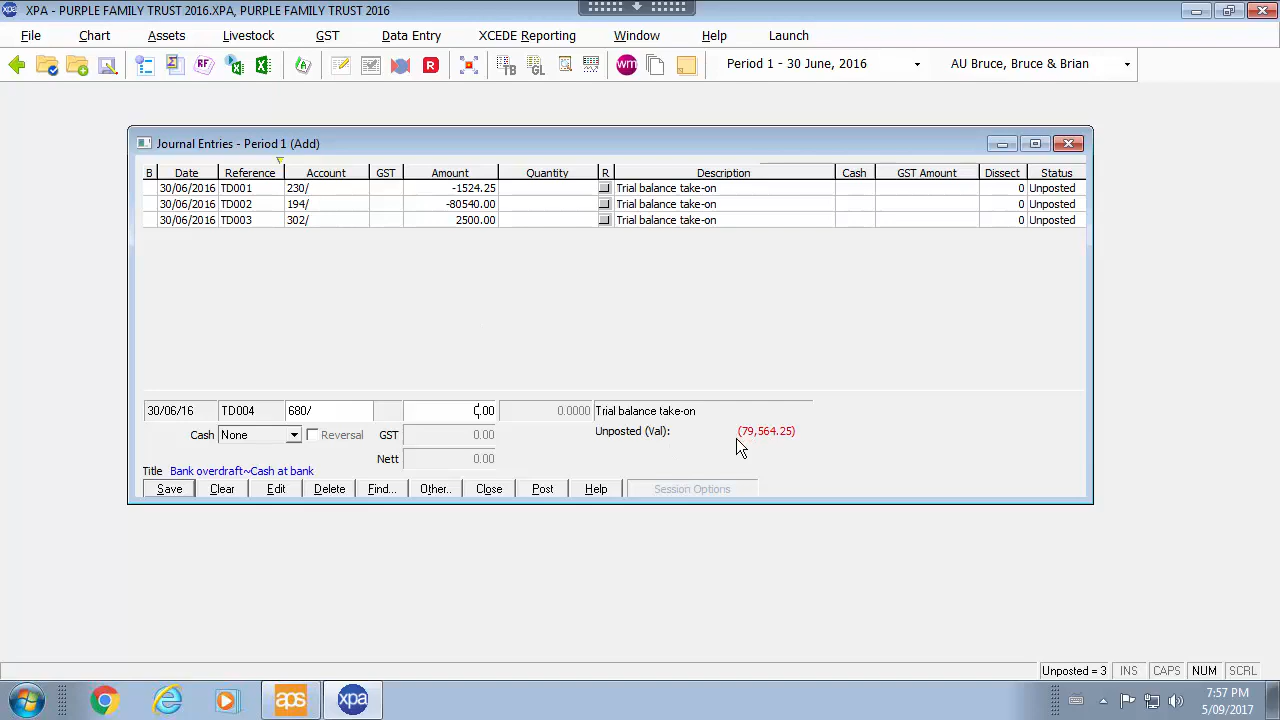 XPA - PURPLE FAMILY TRUST 2016.XPA, PURPLE FAMILY TRUST 2016
File Chart Assets Livestock GST Data Entry XCEDE Reporting Window Help Launch
RF R TB GL wm Period 1 - 30 June, 2016 AU Bruce, Bruce & Brian
Journal Entries - Period 1 (Add)
B Date Reference Account GST Amount Quantity R Description Cash GST Amount Dissect Status
30/06/2016 TD001 230/ -1524.25 Trial balance take-on 0 Unposted
30/06/2016 TD002 194/ -80540.00 Trial balance take-on 0 Unposted
30/06/2016 TD003 302/ 2500.00 Trial balance take-on 0 Unposted
30/06/16 TD004 680/ 0.0000 Trial balance take-on
Cash None Reversal GST 0.00 Unposted (Val): (79,564.25)
Nett 0.00
Title Bank overdraft~Cash at bank
Save Clear Edit Delete Find... Other.. Close Post Help Session Options
Unposted = 3 INS CAPS NUM SCRL
aps xpa 7:57 PM
5/09/2017